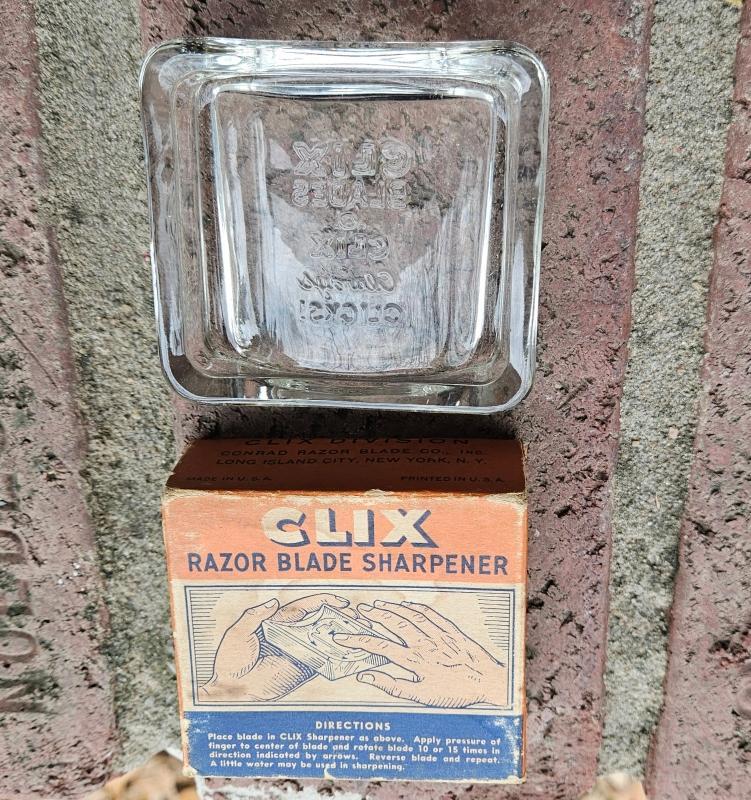 CLIX
BLADES
CLIX
Always
CLICKS!
CLIX DIVISION
CONRAD RAZOR BLADE CO., INC.
LONG ISLAND CITY, NEW YORK, N. Y.
MADE IN U. S. A. PRINTED IN U. S. A.
CLIX
RAZOR BLADE SHARPENER
DIRECTIONS
Place blade in CLIX Sharpener as above. Apply pressure of
finger to center of blade and rotate blade 10 or 15 times in
direction indicated by arrows. Reverse blade and repeat.
A little water may be used in sharpening.